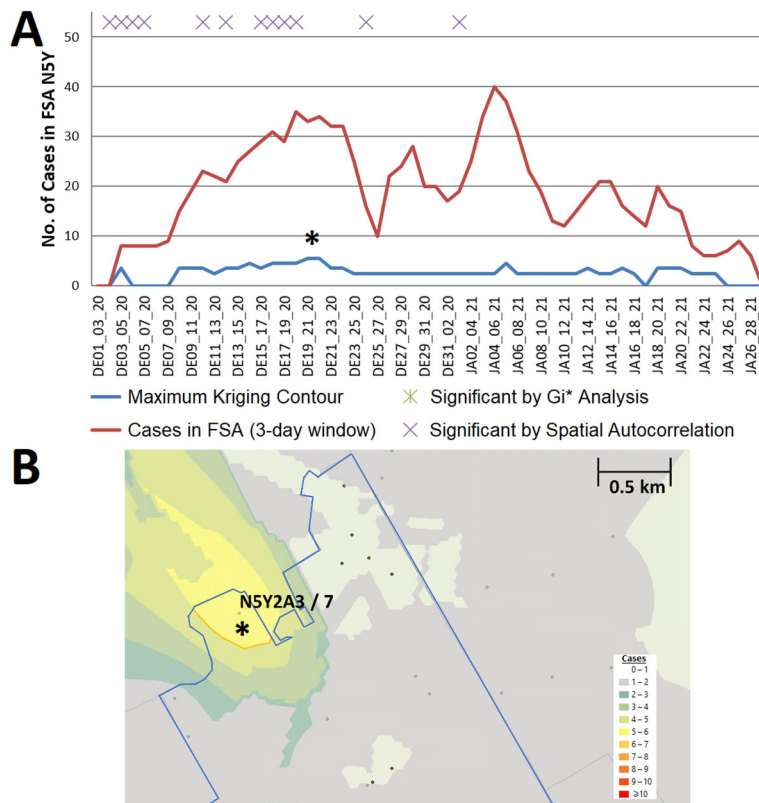 A
No. of Cases in FSA N5Y
50
40
30
20
10
0
*
DE01_03_20
DE03_05_20
DE05_07_20
DE07_09_20
DE09_11_20
DE11_13_20
DE13_15_20
DE15_17_20
DE17_19_20
DE19_21_20
DE21_23_20
DE23_25_20
DE25_27_20
DE27_29_20
DE29_31_20
DE31_02_21
JA02_04_21
JA04_06_21
JA06_08_21
JA08_10_21
JA10_12_21
JA12_14_21
JA14_16_21
JA16_18_21
JA18_20_21
JA20_22_21
JA22_24_21
JA24_26_21
JA26_28_21
Maximum Kriging Contour
Significant by Gi* Analysis
Cases in FSA (3-day window)
Significant by Spatial Autocorrelation
B
0.5 km
N5Y2A3 / 7
*
Cases
0 – 1
1 – 2
2 – 3
3 – 4
4 – 5
5 – 6
6 – 7
7 – 8
8 – 9
9 – 10
≥10